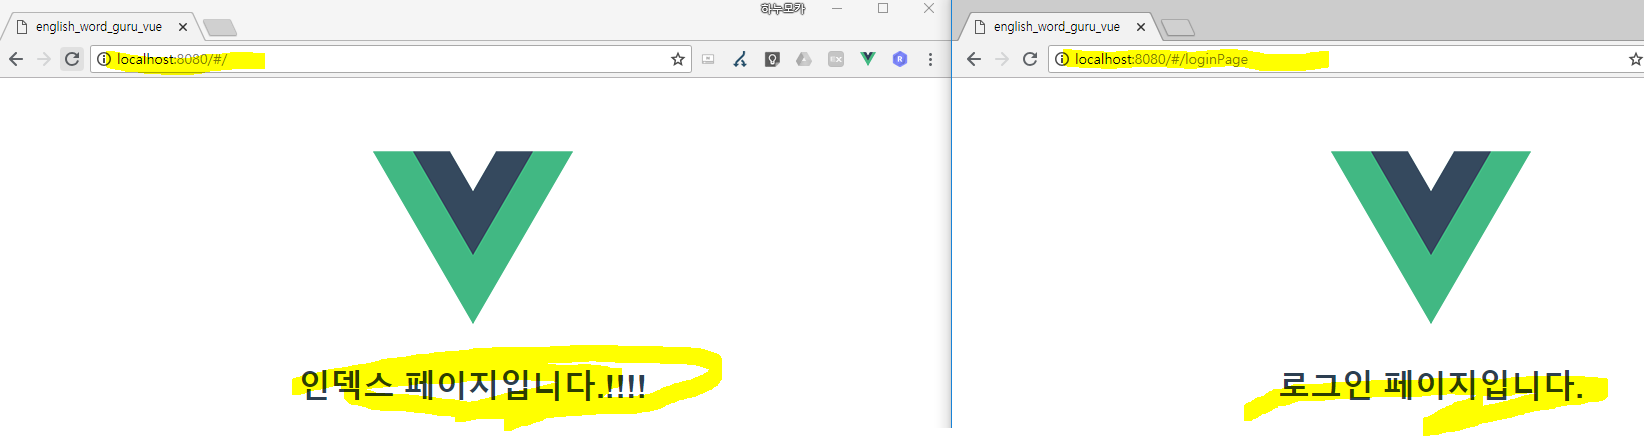 하누모카
english_word_guru_vue
localhost:8080/#/
인덱스 페이지입니다.!!!!
english_word_guru_vue
localhost:8080/#/loginPage
로그인 페이지입니다.